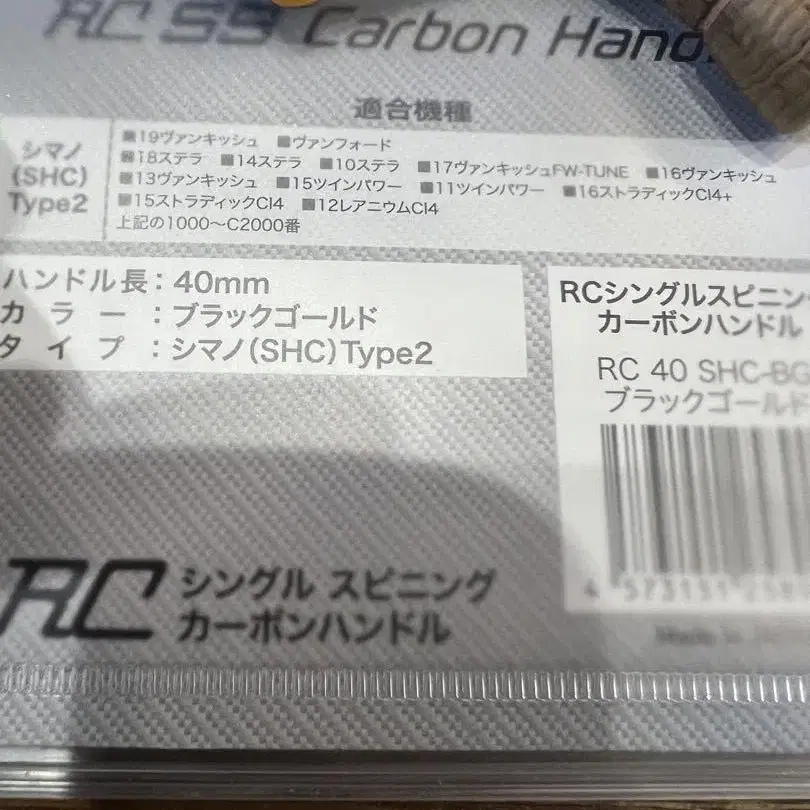 RC SS Carbon
適合機種
シマノ
(SHC)
Type2
■19ヴァンキッシュ ■ヴァンフォード
■18ステラ ■14ステラ ■10ステラ ■17ヴァンキッシュFW-TUNE ■16ヴァンキッシュ
■13ヴァンキッシュ ■15ツインパワー ■11ツインパワー ■16ストラディックCI4+
■15ストラディックCI4 ■12レアニウムCI4
上記の1000〜C2000番
ハンドル長：40mm
カラー：ブラックゴールド
タイプ：シマノ(SHC)Type2
RCシングルスピニン
カーボンハンドル
RC 40 SHC-BG
ブラックゴールド
RC シングル スピニング
カーボンハンドル